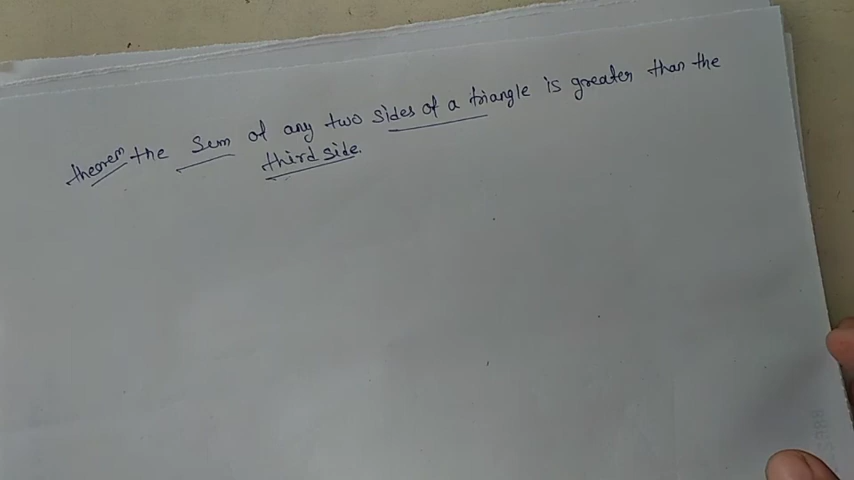 theorem the Sum of any two sides of a triangle is greater than the
third side.